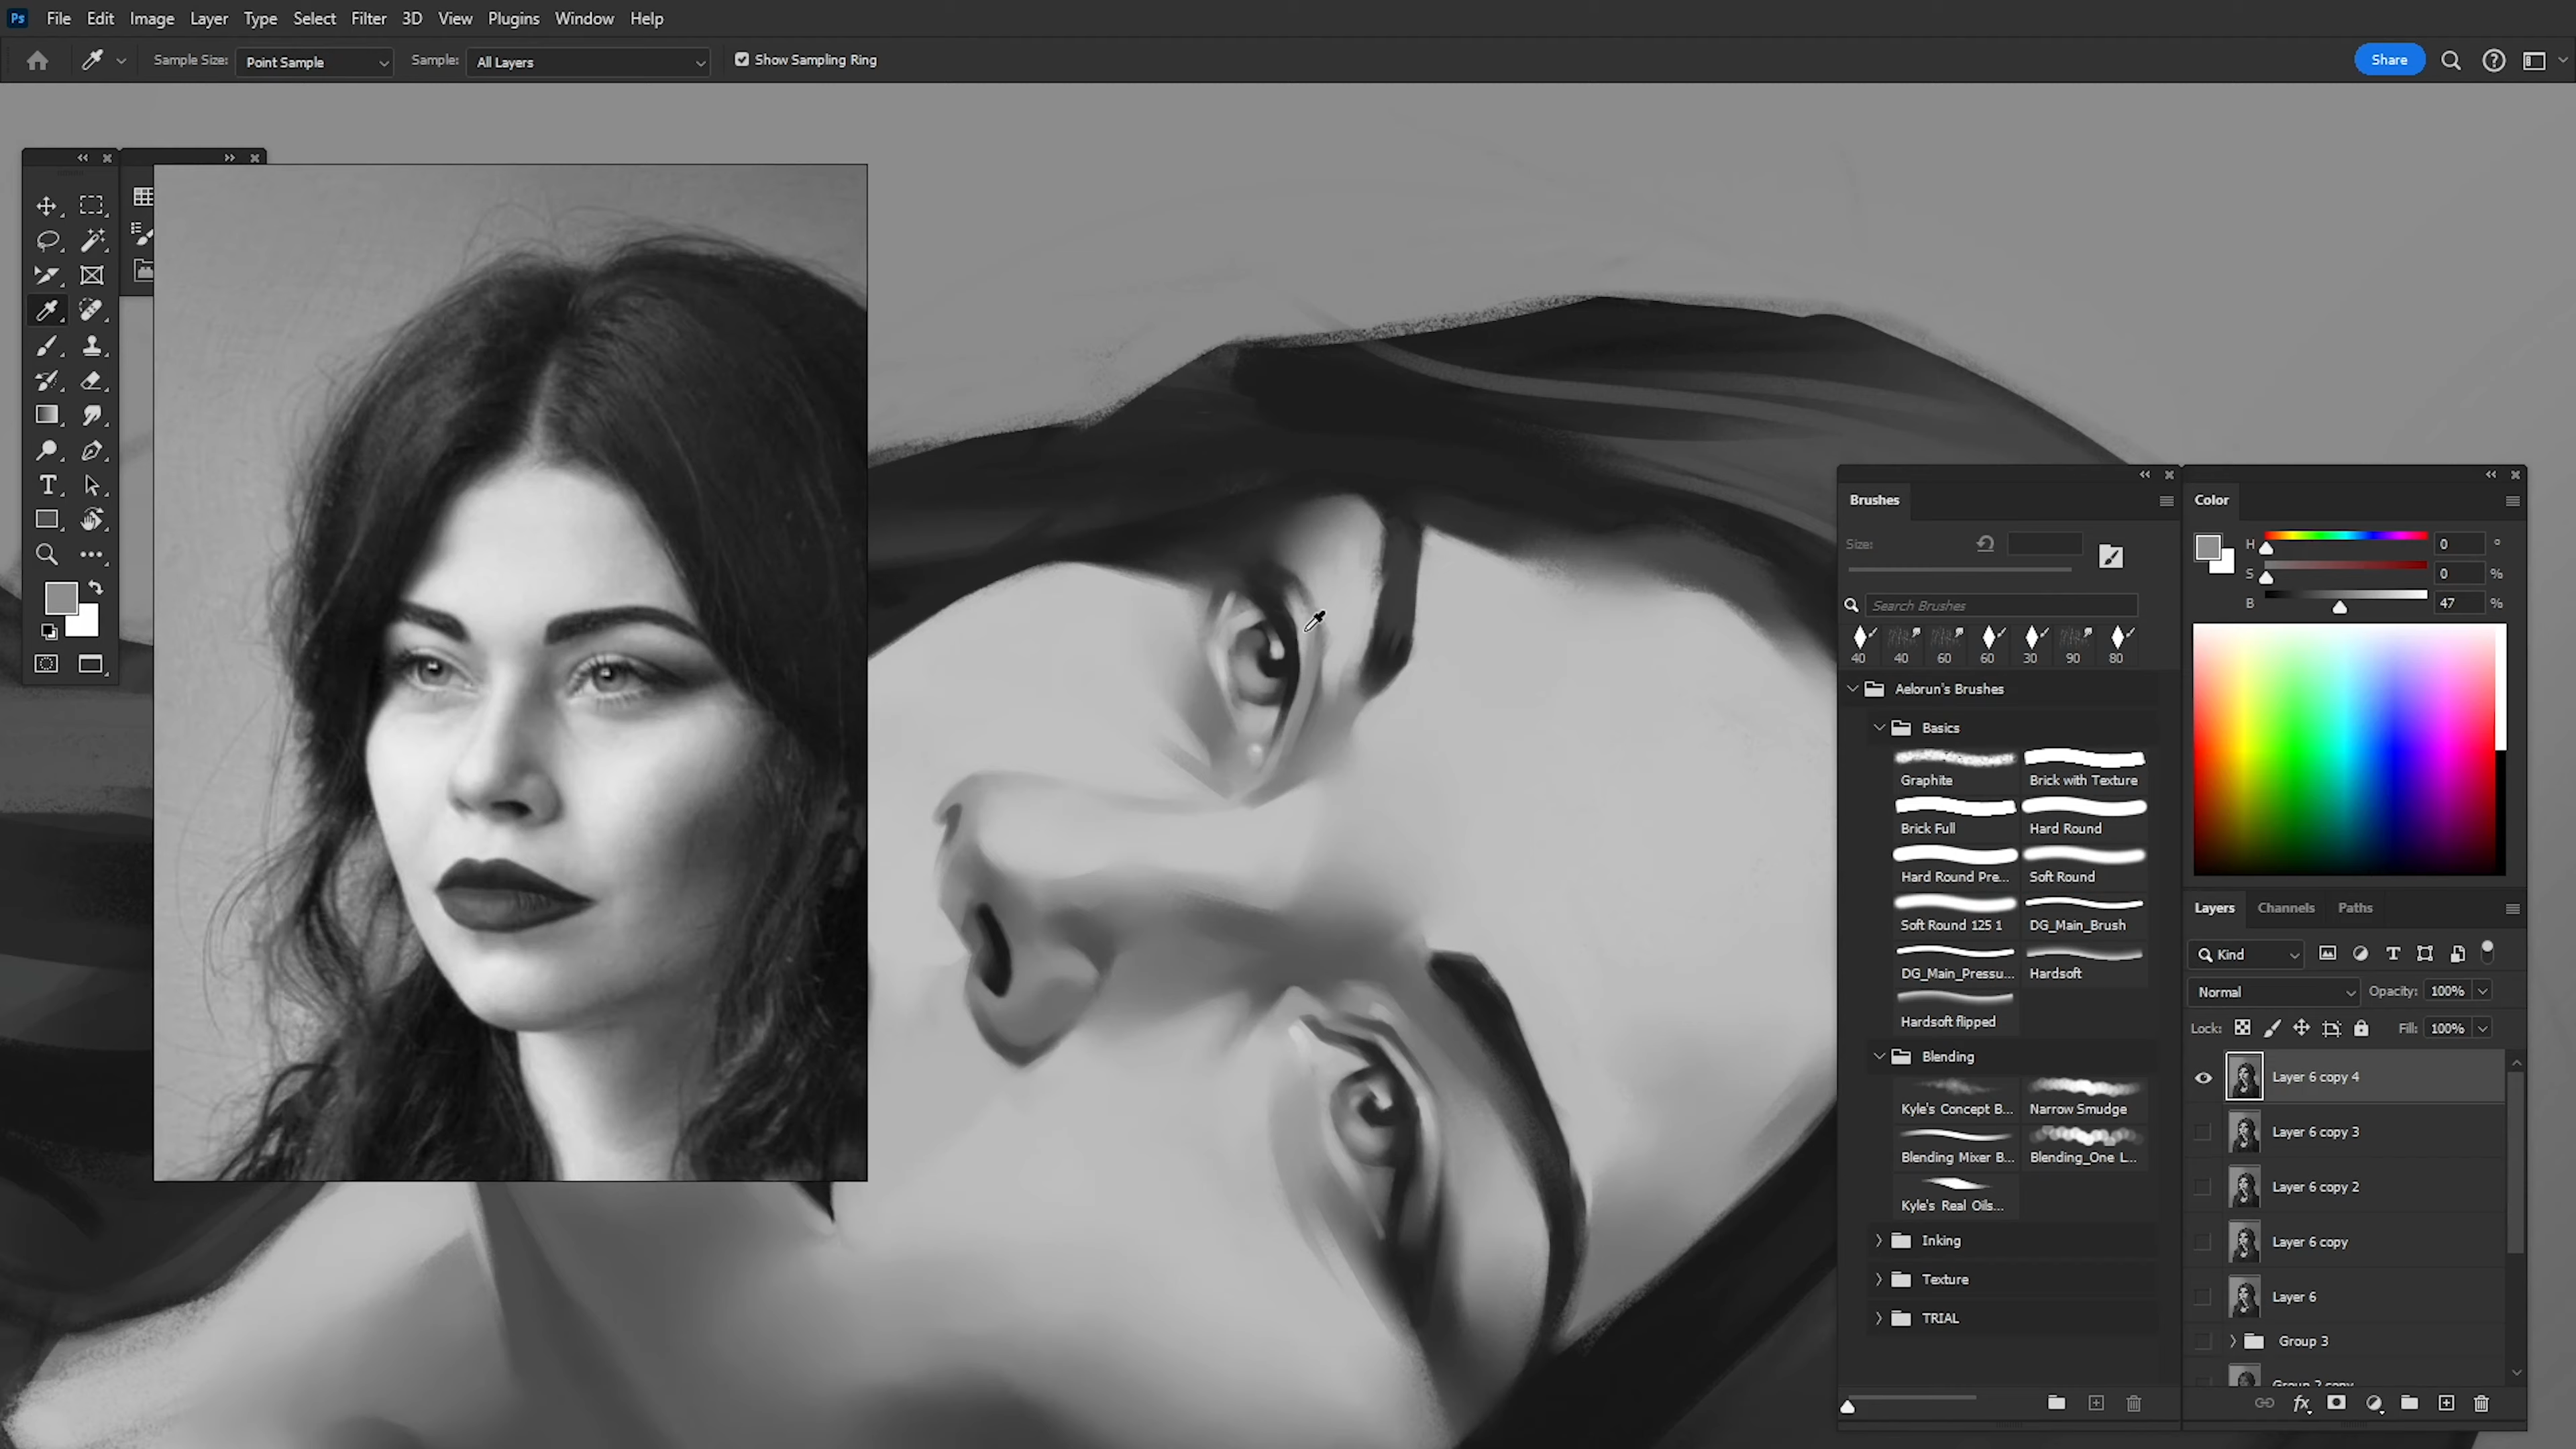 Ps File Edit Image Layer Type Select Filter 3D View Plugins Window Help
Sample Size: Point Sample Sample: All Layers Show Sampling Ring Share
Brushes
Size:
Search Brushes
40 40 60 60 30 90 80
Aelorun's Brushes
Basics
Graphite Brick with Texture
Brick Full Hard Round
Hard Round Pre... Soft Round
Soft Round 125 1 DG_Main_Brush
DG_Main_Pressu... Hardsoft
Hardsoft flipped
Blending
Kyle's Concept B... Narrow Smudge
Blending Mixer B... Blending_One L...
Kyle's Real Oils...
Inking
Texture
TRIAL
Color
H 0 °
S 0 %
B 47 %
Layers Channels Paths
Kind
Normal Opacity: 100%
Lock: Fill: 100%
Layer 6 copy 4
Layer 6 copy 3
Layer 6 copy 2
Layer 6 copy
Layer 6
Group 3
Group 2 copy